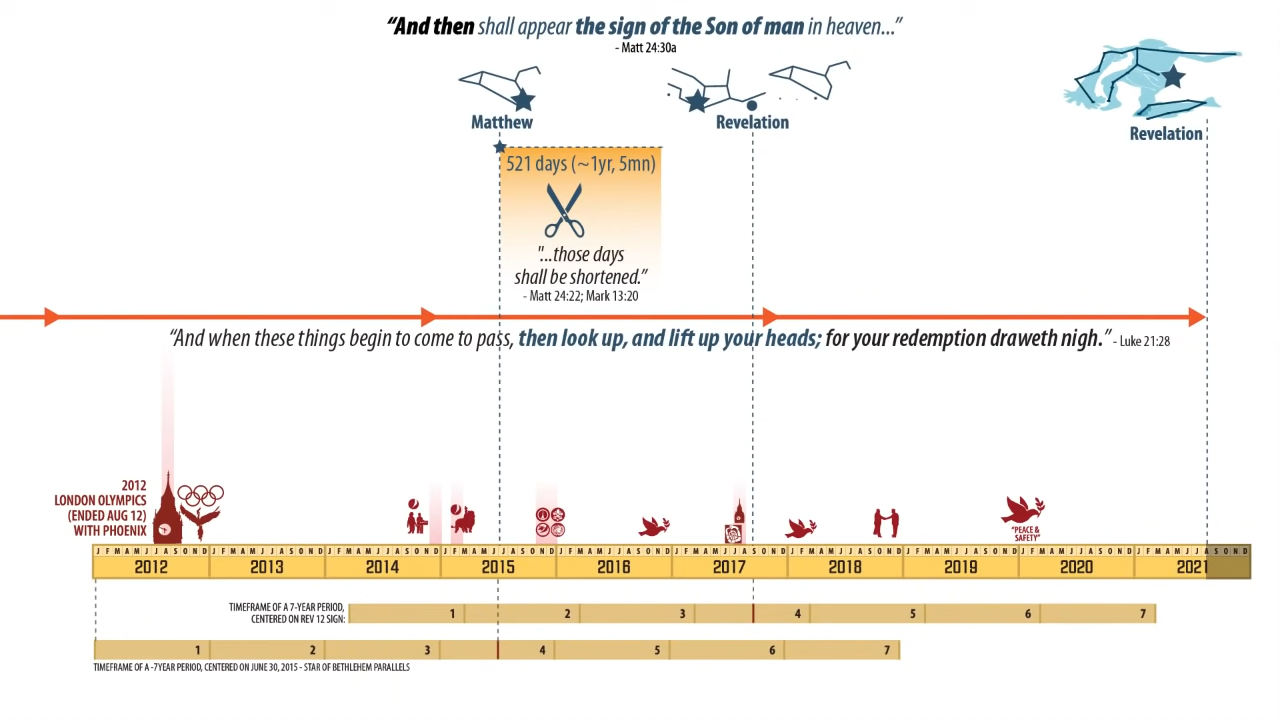 “And then shall appear the sign of the Son of man in heaven...”
- Matt 24:30a
Matthew
Revelation
Revelation
521 days (~1yr, 5mn)
"...those days
shall be shortened.”
- Matt 24:22; Mark 13:20
“And when these things begin to come to pass, then look up, and lift up your heads; for your redemption draweth nigh.” - Luke 21:28
2012
LONDON OLYMPICS
(ENDED AUG 12)
WITH PHOENIX
“PEACE &
SAFETY”
J F M A M J J A S O N D J F M A M J J A S O N D J F M A M J J A S O N D J F M A M J J A S O N D J F M A M J J A S O N D J F M A M J J A S O N D J F M A M J J A S O N D J F M A M J J A S O N D J F M A M J J A S O N D J F M A M J J A S O N D
2012 2013 2014 2015 2016 2017 2018 2019 2020 2021
TIMEFRAME OF A 7-YEAR PERIOD,
CENTERED ON REV 12 SIGN:
1 2 3 4 5 6 7
1 2 3 4 5 6 7
TIMEFRAME OF A -7YEAR PERIOD, CENTERED ON JUNE 30, 2015 - STAR OF BETHLEHEM PARALLELS